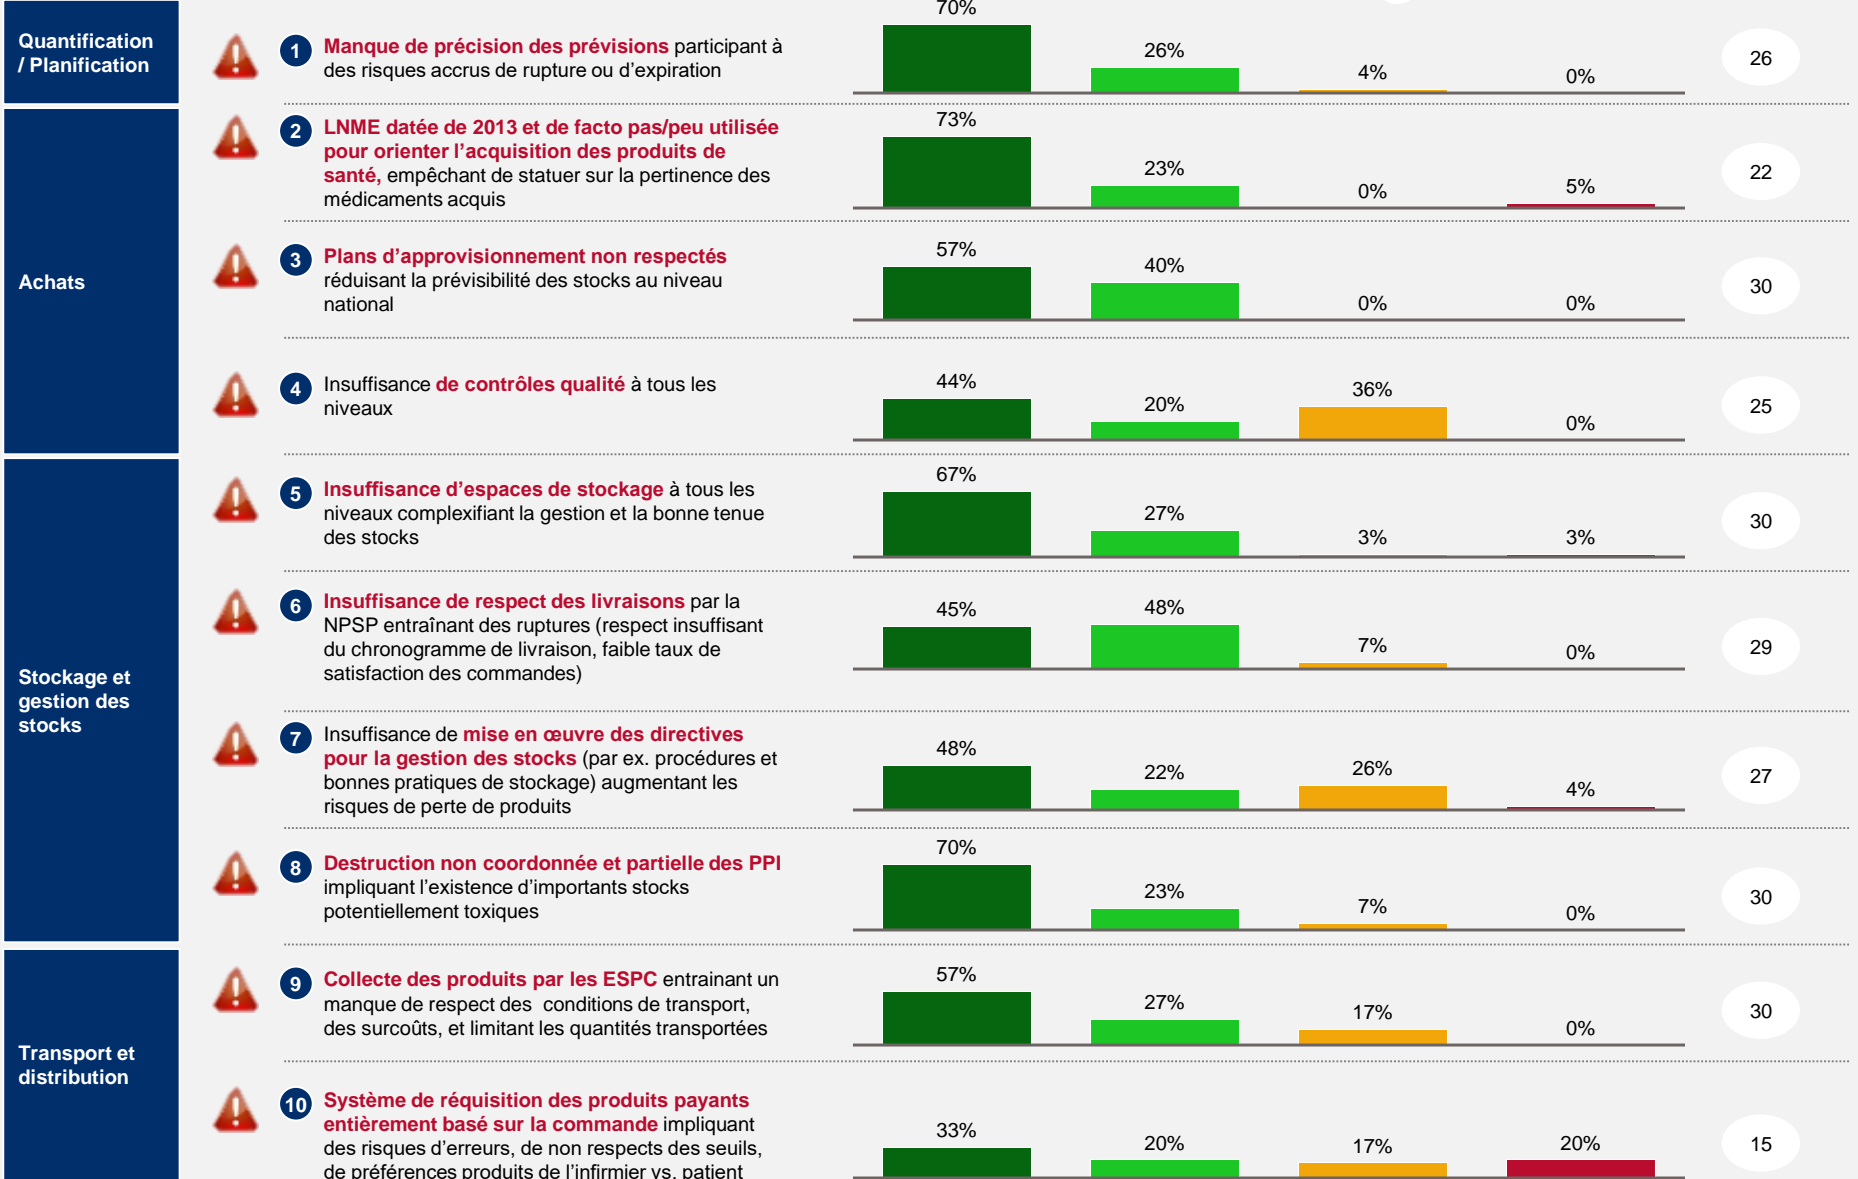 70%
Quantification
/ Planification
1
Manque de précision des prévisions participant à
des risques accrus de rupture ou d’expiration
26%
4%
0%
26
Achats
2
LNME datée de 2013 et de facto pas/peu utilisée
pour orienter l’acquisition des produits de
santé, empêchant de statuer sur la pertinence des
médicaments acquis
73%
23%
0%
5%
22
3
Plans d’approvisionnement non respectés
réduisant la prévisibilité des stocks au niveau
national
57%
40%
0%
0%
30
4
Insuffisance de contrôles qualité à tous les
niveaux
44%
20%
36%
0%
25
Stockage et
gestion des
stocks
5
Insuffisance d’espaces de stockage à tous les
niveaux complexifiant la gestion et la bonne tenue
des stocks
67%
27%
3%
3%
30
6
Insuffisance de respect des livraisons par la
NPSP entraînant des ruptures (respect insuffisant
du chronogramme de livraison, faible taux de
satisfaction des commandes)
45%
48%
7%
0%
29
7
Insuffisance de mise en œuvre des directives
pour la gestion des stocks (par ex. procédures et
bonnes pratiques de stockage) augmentant les
risques de perte de produits
48%
22%
26%
4%
27
8
Destruction non coordonnée et partielle des PPI
impliquant l’existence d’importants stocks
potentiellement toxiques
70%
23%
7%
0%
30
Transport et
distribution
9
Collecte des produits par les ESPC entrainant un
manque de respect des conditions de transport,
des surcoûts, et limitant les quantités transportées
57%
27%
17%
0%
30
10
Système de réquisition des produits payants
entièrement basé sur la commande impliquant
des risques d’erreurs, de non respects des seuils,
de préférences produits de l’infirmier vs. patient
33%
20%
17%
20%
15